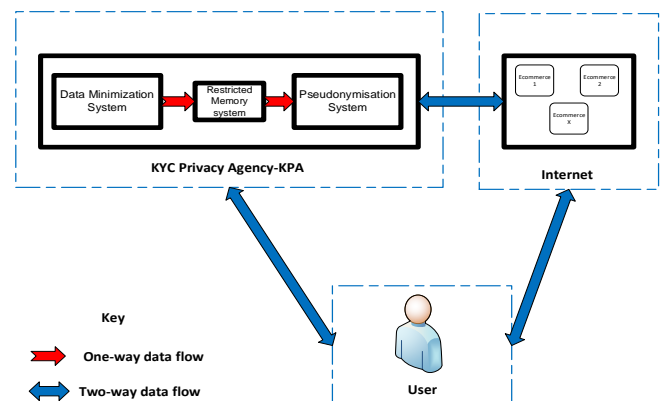 Data Minimization
System
Restricted
Memory
system
Pseudonymisation
System
KYC Privacy Agency-KPA
Ecommerce
1
Ecommerce
2
Ecommerce
X
Internet
User
Key
One-way data flow
Two-way data flow